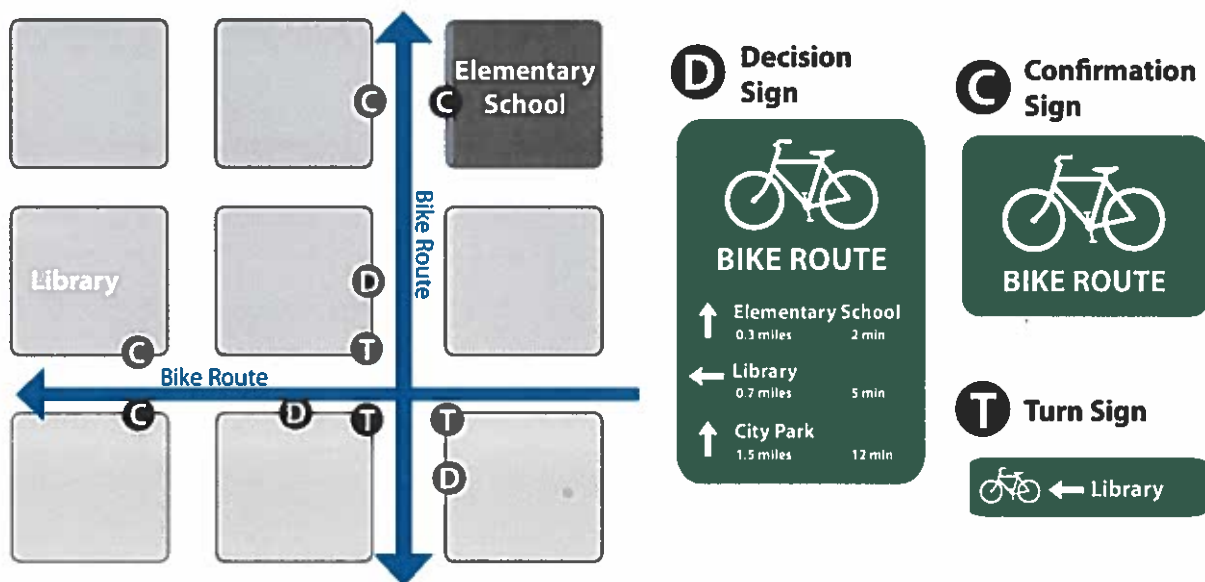 C
C
Elementary
School
Bike Route
Library
D
C
T
Bike Route
C
D
T
T
D
D Decision
Sign
BIKE ROUTE
Elementary School
0.3 miles 2 min
Library
0.7 miles 5 min
City Park
1.5 miles 12 min
C Confirmation
Sign
BIKE ROUTE
T Turn Sign
Library